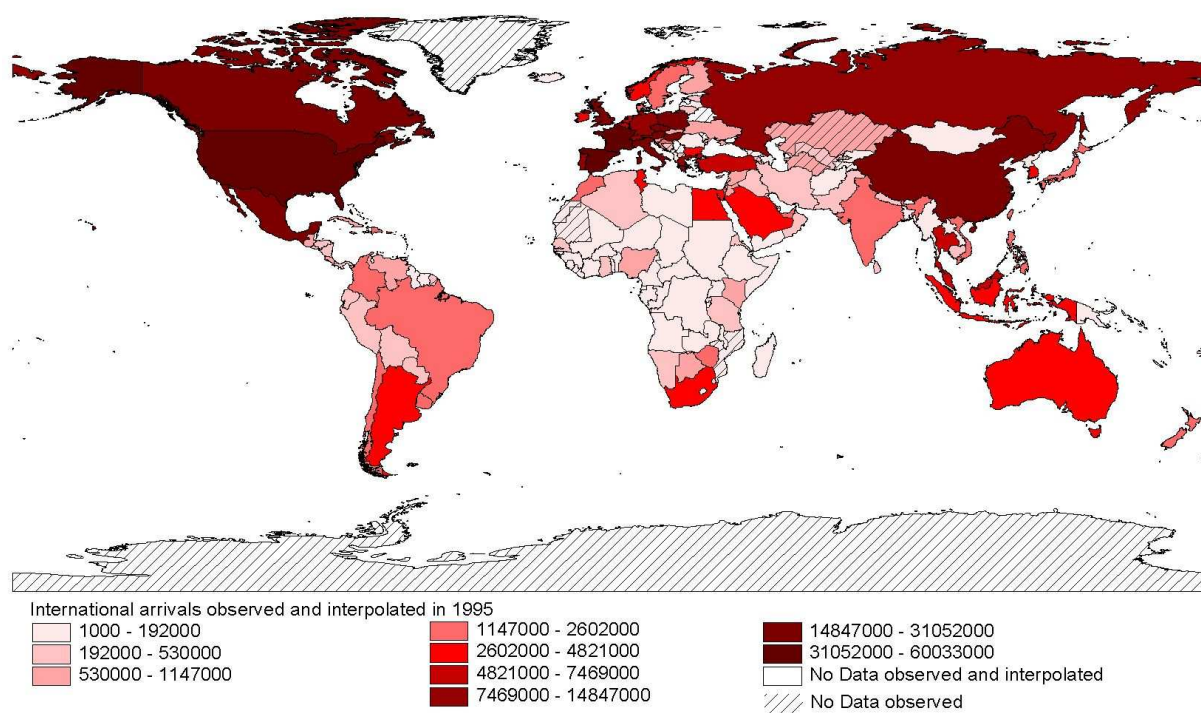 International arrivals observed and interpolated in 1995
1000 - 192000
192000 - 530000
530000 - 1147000
1147000 - 2602000
2602000 - 4821000
4821000 - 7469000
7469000 - 14847000
14847000 - 31052000
31052000 - 60033000
No Data observed and interpolated
No Data observed